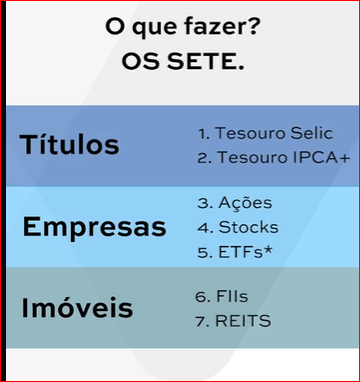 O que fazer?
OS SETE.
Títulos
1. Tesouro Selic
2. Tesouro IPCA+
Empresas
3. Ações
4. Stocks
5. ETFs*
Imóveis
6. FIIs
7. REITS